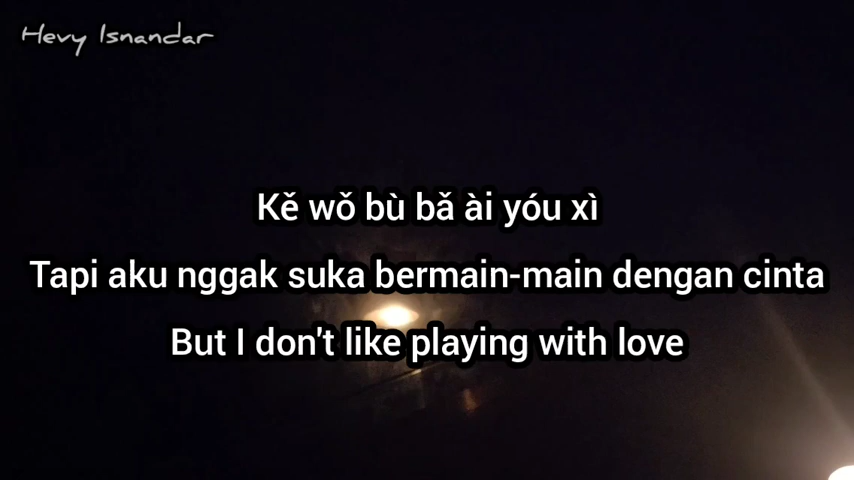 Hevy Isnandar
Kě wǒ bù bǎ ài yóu xì
Tapi aku nggak suka bermain-main dengan cinta
But I don't like playing with love